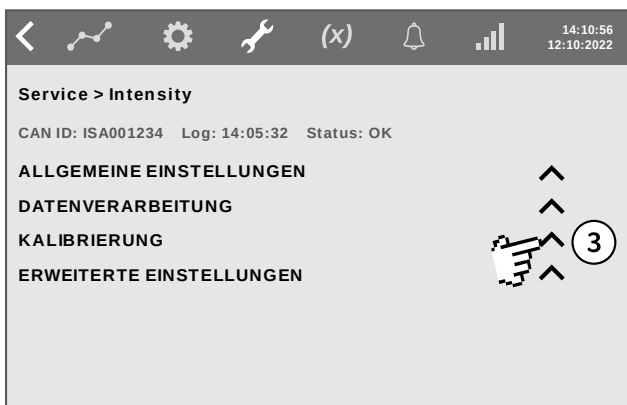 (x)
14:10:56
12:10:2022
Service > Intensity
CAN ID: ISA001234 Log: 14:05:32 Status: OK
ALLGEMEINE EINSTELLUNGEN
DATENVERARBEITUNG
KALIBRIERUNG
3
ERWEITERTE EINSTELLUNGEN